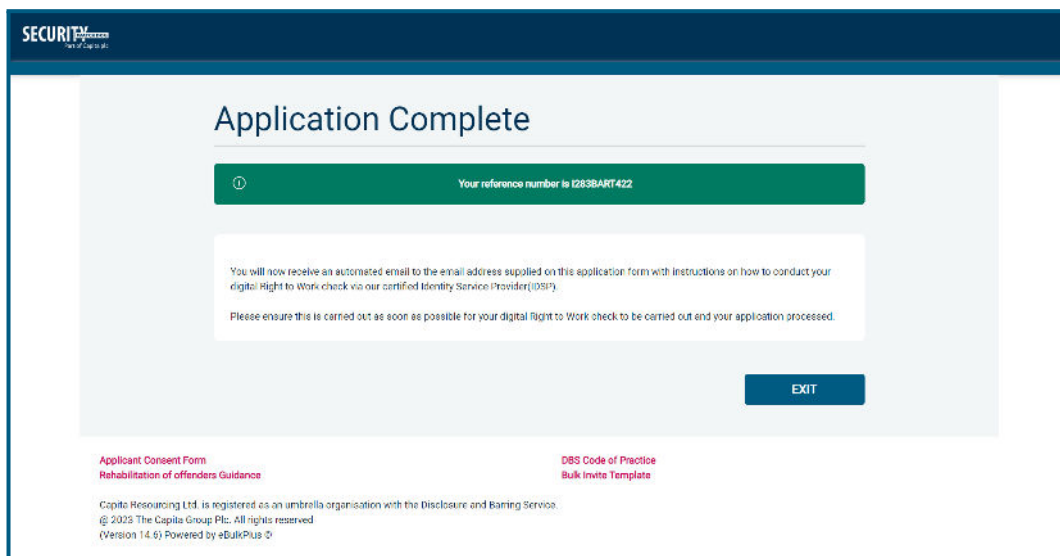 SECURITY
Part of Capita plc
Application Complete
Your reference number is I283BART422
You will now receive an automated email to the email address supplied on this application form with instructions on how to conduct your
digital Right to Work check via our certified Identity Service Provider(IDSP).
Please ensure this is carried out as soon as possible for your digital Right to Work check to be carried out and your application processed.
EXIT
Applicant Consent Form
Rehabilitation of offenders Guidance
DBS Code of Practice
Bulk Invite Template
Capita Resourcing Ltd. is registered as an umbrella organisation with the Disclosure and Barring Service.
@ 2023 The Capita Group Plc. All rights reserved
(Version 14.6) Powered by eBulkPlus ©